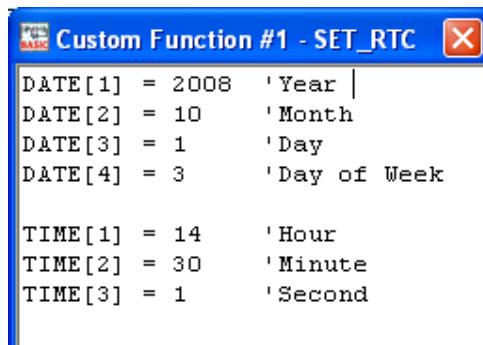 BASIC
Custom Function #1 - SET_RTC
DATE[1] = 2008 'Year
DATE[2] = 10 'Month
DATE[3] = 1 'Day
DATE[4] = 3 'Day of Week
TIME[1] = 14 'Hour
TIME[2] = 30 'Minute
TIME[3] = 1 'Second